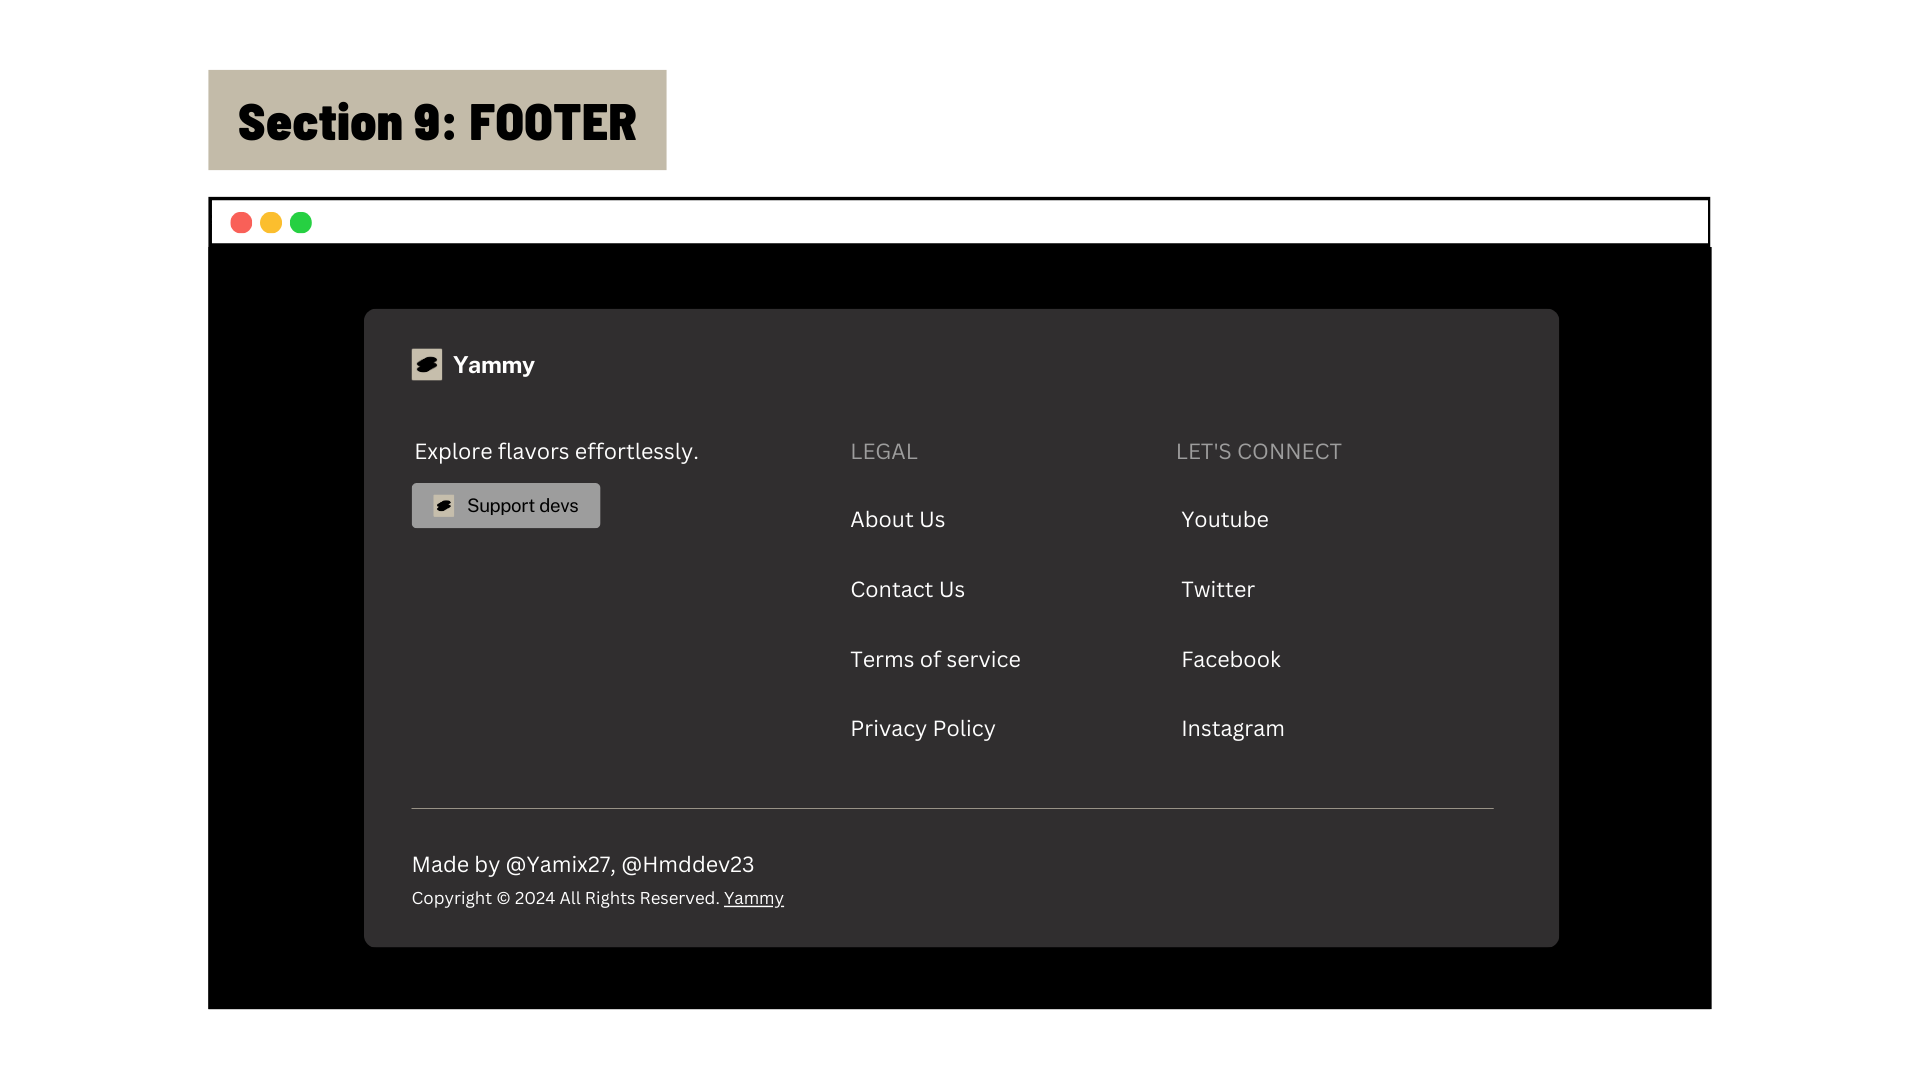 Section 9: FOOTER
Yammy
Explore flavors effortlessly.
Support devs
LEGAL
About Us
Contact Us
Terms of service
Privacy Policy
LET'S CONNECT
Youtube
Twitter
Facebook
Instagram
Made by @Yamix27, @Hmddev23
Copyright © 2024 All Rights Reserved. Yammy